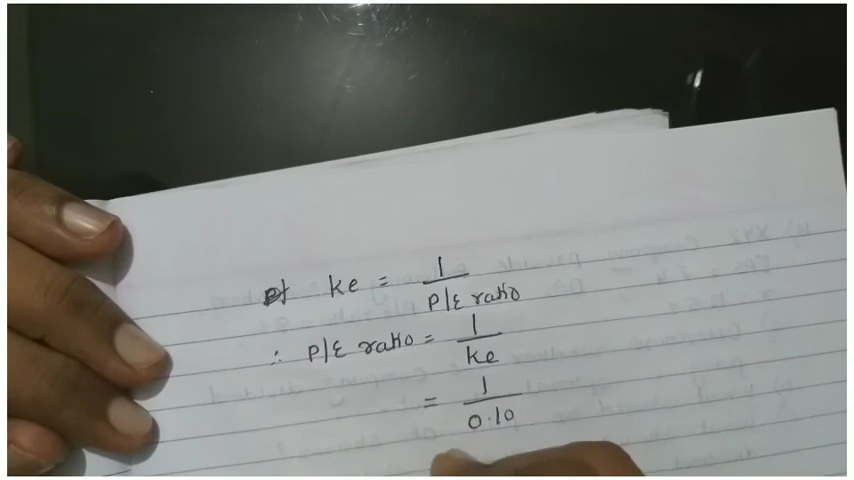 ke = 1 / P/E ratio
∴ P/E ratio = 1 / ke
= 1 / 0.10